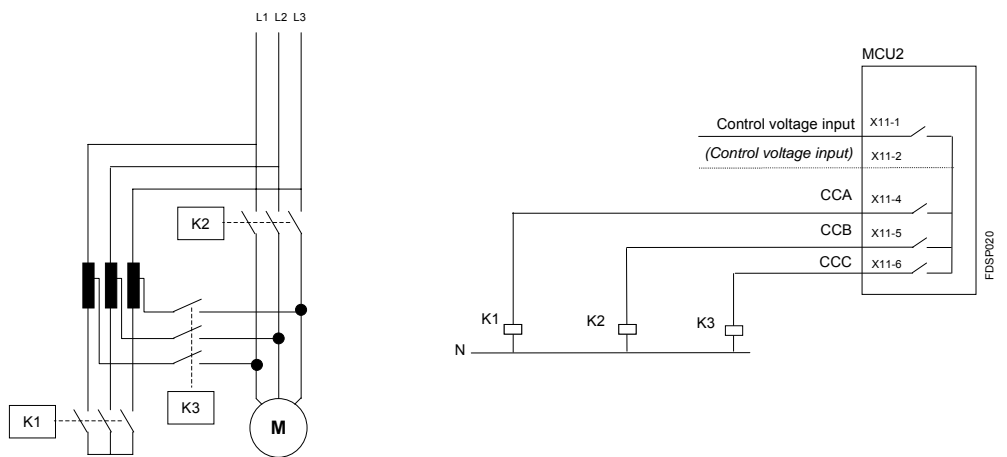 L1 L2 L3
K2
K3
K1
M
MCU2
Control voltage input X11-1
(Control voltage input) X11-2
CCA X11-4
CCB X11-5
CCC X11-6
K1
K2
K3
N
FDSP020